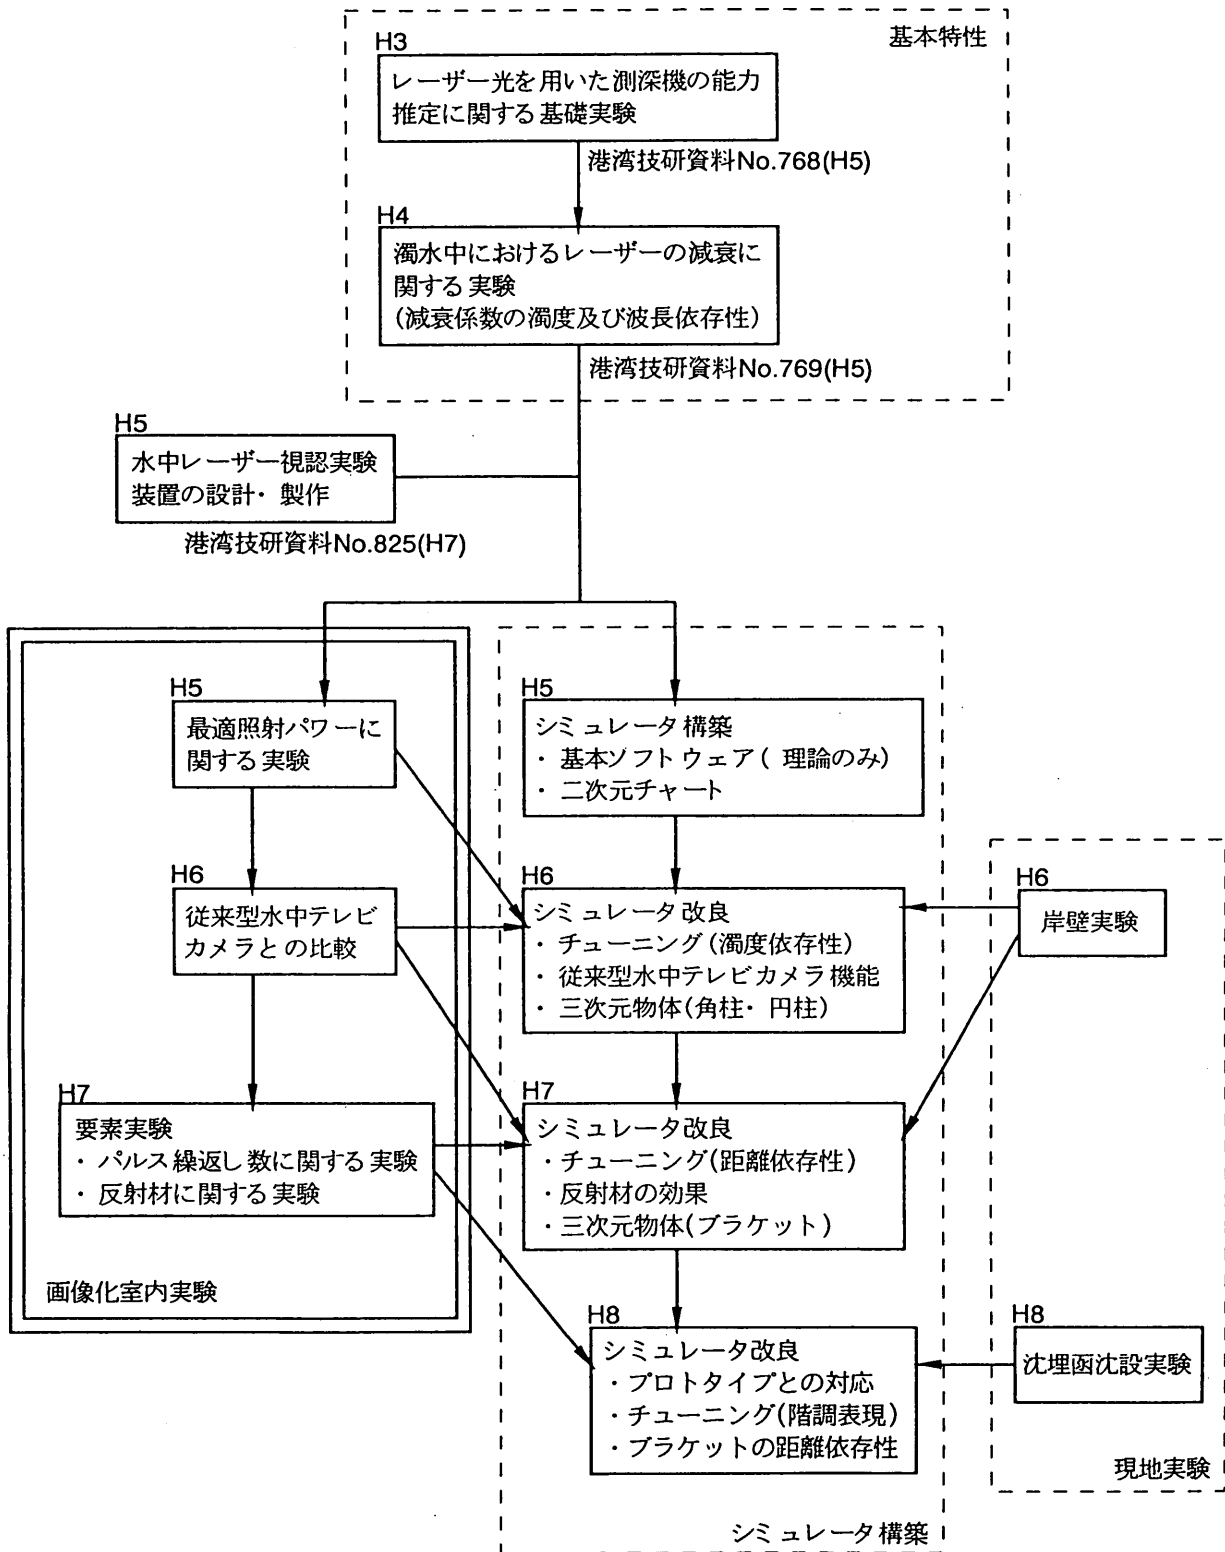 基本特性
H3
レーザー光を用いた測深機の能力
推定に関する基礎実験
港湾技研資料No.768(H5)
H4
濁水中におけるレーザーの減衰に
関する実験
(減衰係数の濁度及び波長依存性)
港湾技研資料No.769(H5)
H5
水中レーザー視認実験
装置の設計・製作
港湾技研資料No.825(H7)
H5
最適照射パワーに
関する実験
H6
従来型水中テレビ
カメラとの比較
H7
要素実験
・パルス繰返し数に関する実験
・反射材に関する実験
画像化室内実験
H5
シミュレータ構築
・基本ソフトウェア(理論のみ)
・二次元チャート
H6
シミュレータ改良
・チューニング(濁度依存性)
・従来型水中テレビカメラ機能
・三次元物体(角柱・円柱)
H7
シミュレータ改良
・チューニング(距離依存性)
・反射材の効果
・三次元物体(ブラケット)
H8
シミュレータ改良
・プロトタイプとの対応
・チューニング(階調表現)
・ブラケットの距離依存性
シミュレータ構築
H6
岸壁実験
H8
沈埋函沈設実験
現地実験